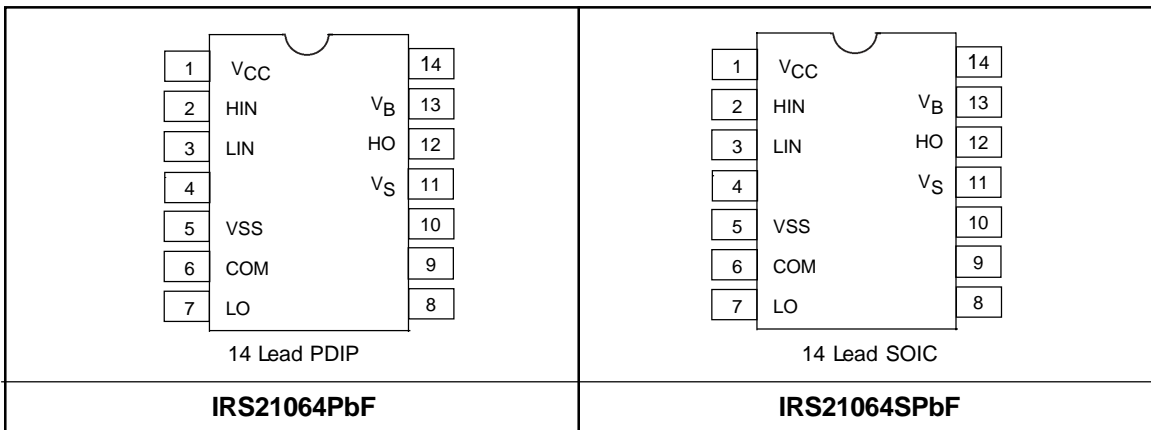 1 VCC 14
2 HIN VB 13
3 LIN HO 12
4 VS 11
5 VSS 10
6 COM 9
7 LO 8
14 Lead PDIP
IRS21064PbF
1 VCC 14
2 HIN VB 13
3 LIN HO 12
4 VS 11
5 VSS 10
6 COM 9
7 LO 8
14 Lead SOIC
IRS21064SPbF